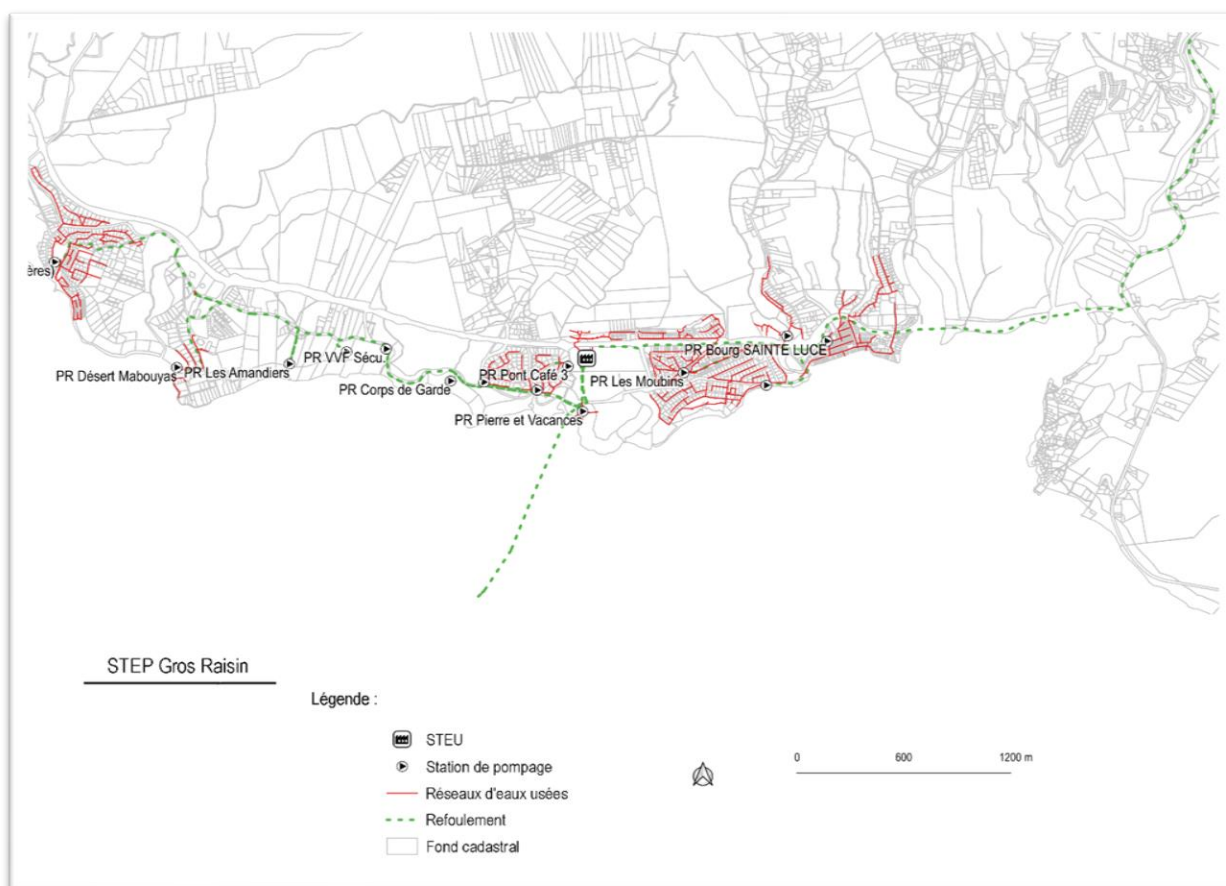 ères)
PR Désert Mabouyas
PR Les Amandiers
PR VVF Sécu.
PR Corps de Garde
PR Pont Café 3
PR Pierre et Vacances
PR Les Moubins
PR Bourg SAINTE LUCE
STEP Gros Raisin
Légende :
STEU
Station de pompage
Réseaux d'eaux usées
Refoulement
Fond cadastral
0 600 1200 m